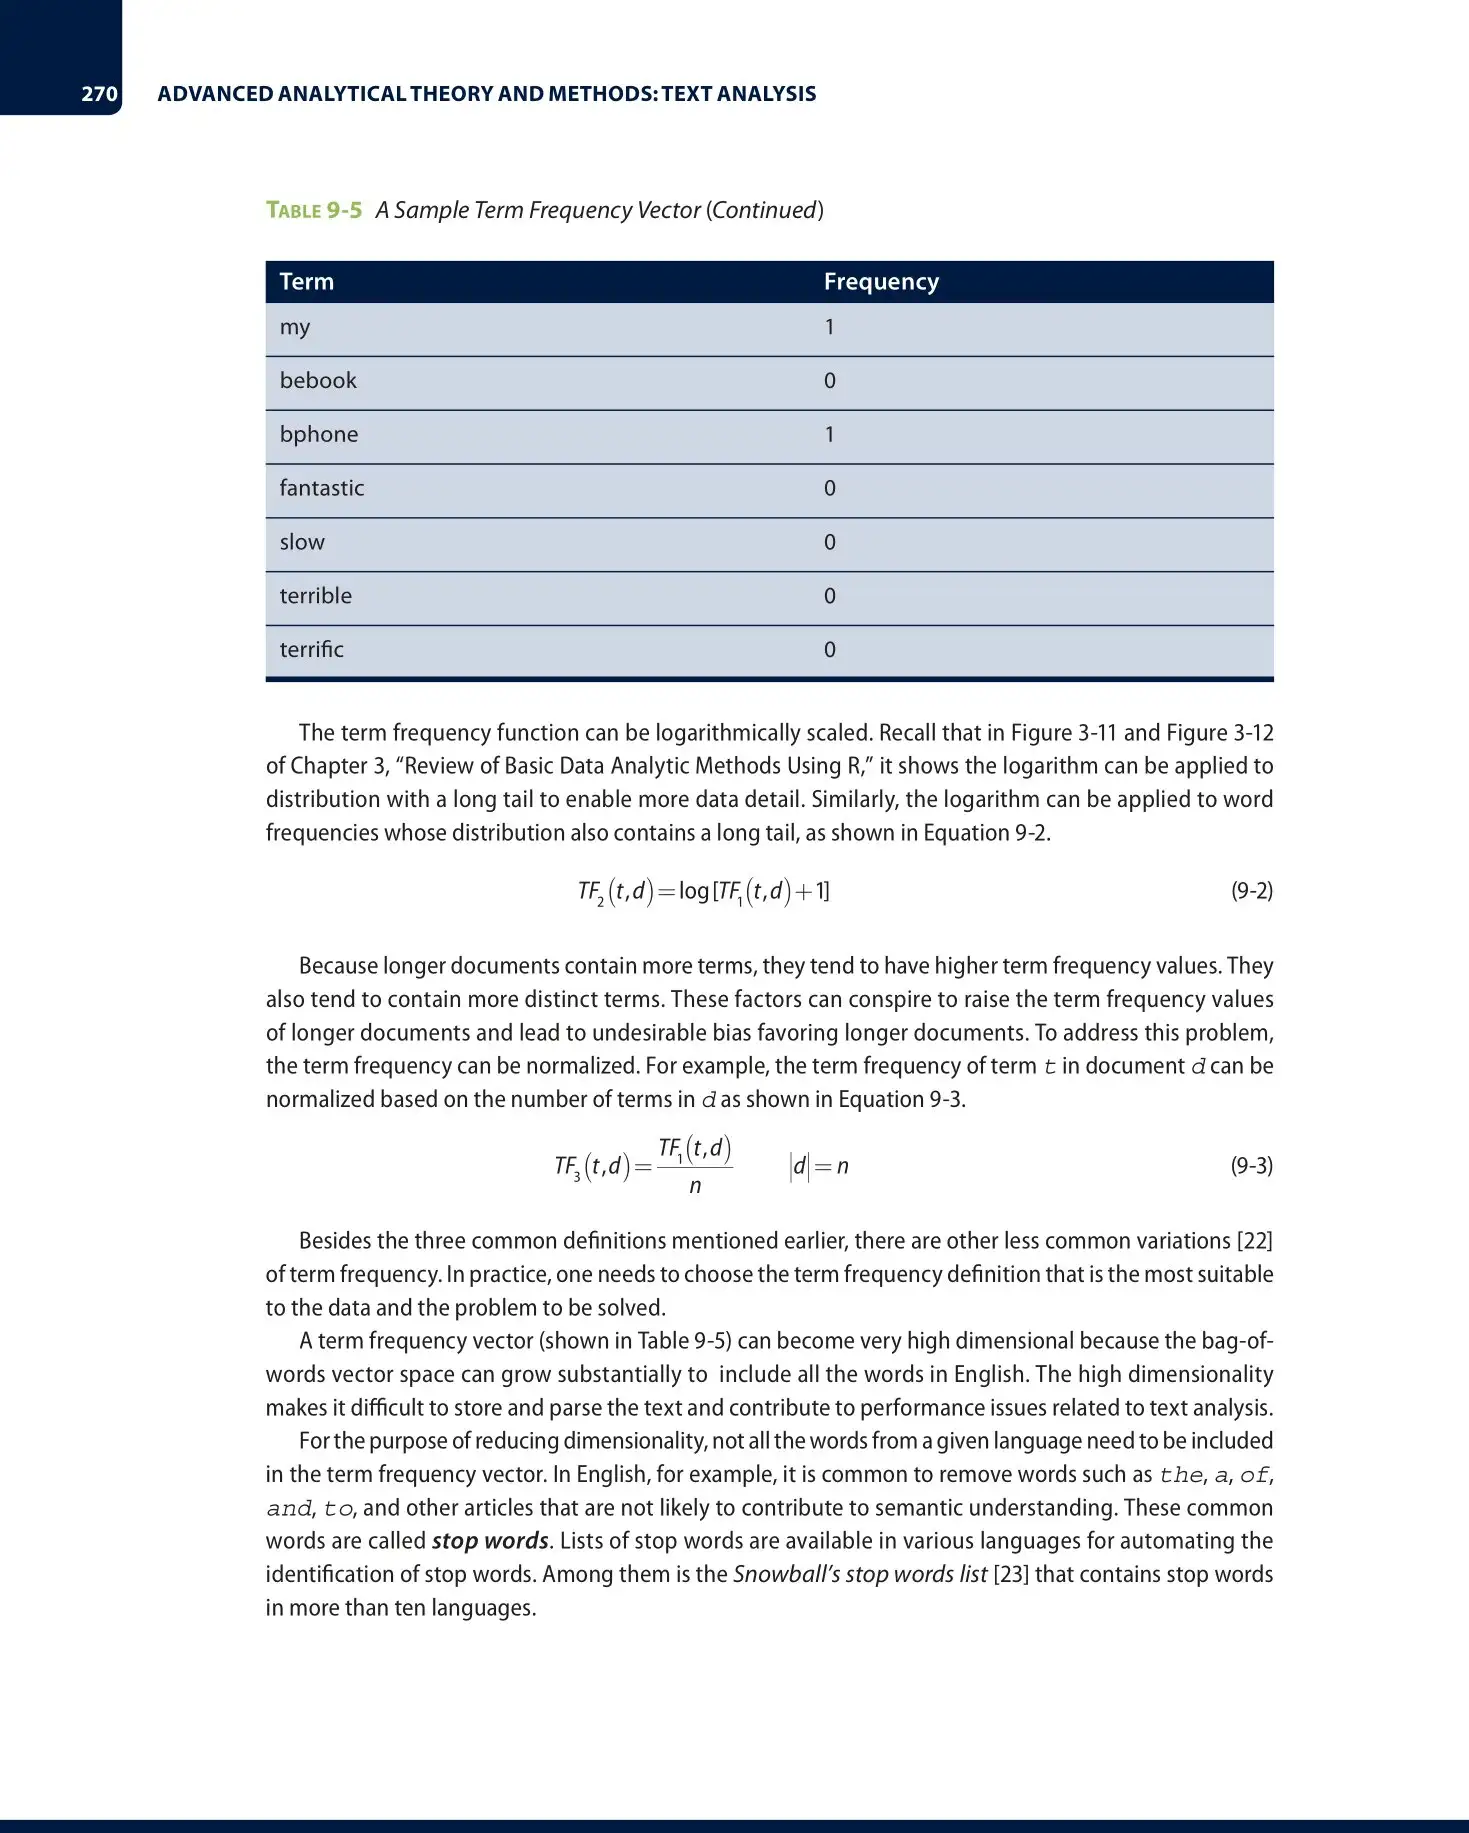 270 ADVANCED ANALYTICAL THEORY AND METHODS: TEXT ANALYSIS
TABLE 9-5 A Sample Term Frequency Vector (Continued)
Term Frequency
my 1
bebook 0
bphone 1
fantastic 0
slow 0
terrible 0
terrific 0
The term frequency function can be logarithmically scaled. Recall that in Figure 3-11 and Figure 3-12
of Chapter 3, “Review of Basic Data Analytic Methods Using R,” it shows the logarithm can be applied to
distribution with a long tail to enable more data detail. Similarly, the logarithm can be applied to word
frequencies whose distribution also contains a long tail, as shown in Equation 9-2.
TF₂(t,d)=log[TF₁(t,d)+1] (9-2)
Because longer documents contain more terms, they tend to have higher term frequency values. They
also tend to contain more distinct terms. These factors can conspire to raise the term frequency values
of longer documents and lead to undesirable bias favoring longer documents. To address this problem,
the term frequency can be normalized. For example, the term frequency of term t in document d can be
normalized based on the number of terms in d as shown in Equation 9-3.
TF₃(t,d)=TF₁(t,d)/n |d|=n (9-3)
Besides the three common definitions mentioned earlier, there are other less common variations [22]
of term frequency. In practice, one needs to choose the term frequency definition that is the most suitable
to the data and the problem to be solved.
A term frequency vector (shown in Table 9-5) can become very high dimensional because the bag-of-
words vector space can grow substantially to include all the words in English. The high dimensionality
makes it difficult to store and parse the text and contribute to performance issues related to text analysis.
For the purpose of reducing dimensionality, not all the words from a given language need to be included
in the term frequency vector. In English, for example, it is common to remove words such as the, a, of,
and, to, and other articles that are not likely to contribute to semantic understanding. These common
words are called stop words. Lists of stop words are available in various languages for automating the
identification of stop words. Among them is the Snowball’s stop words list [23] that contains stop words
in more than ten languages.